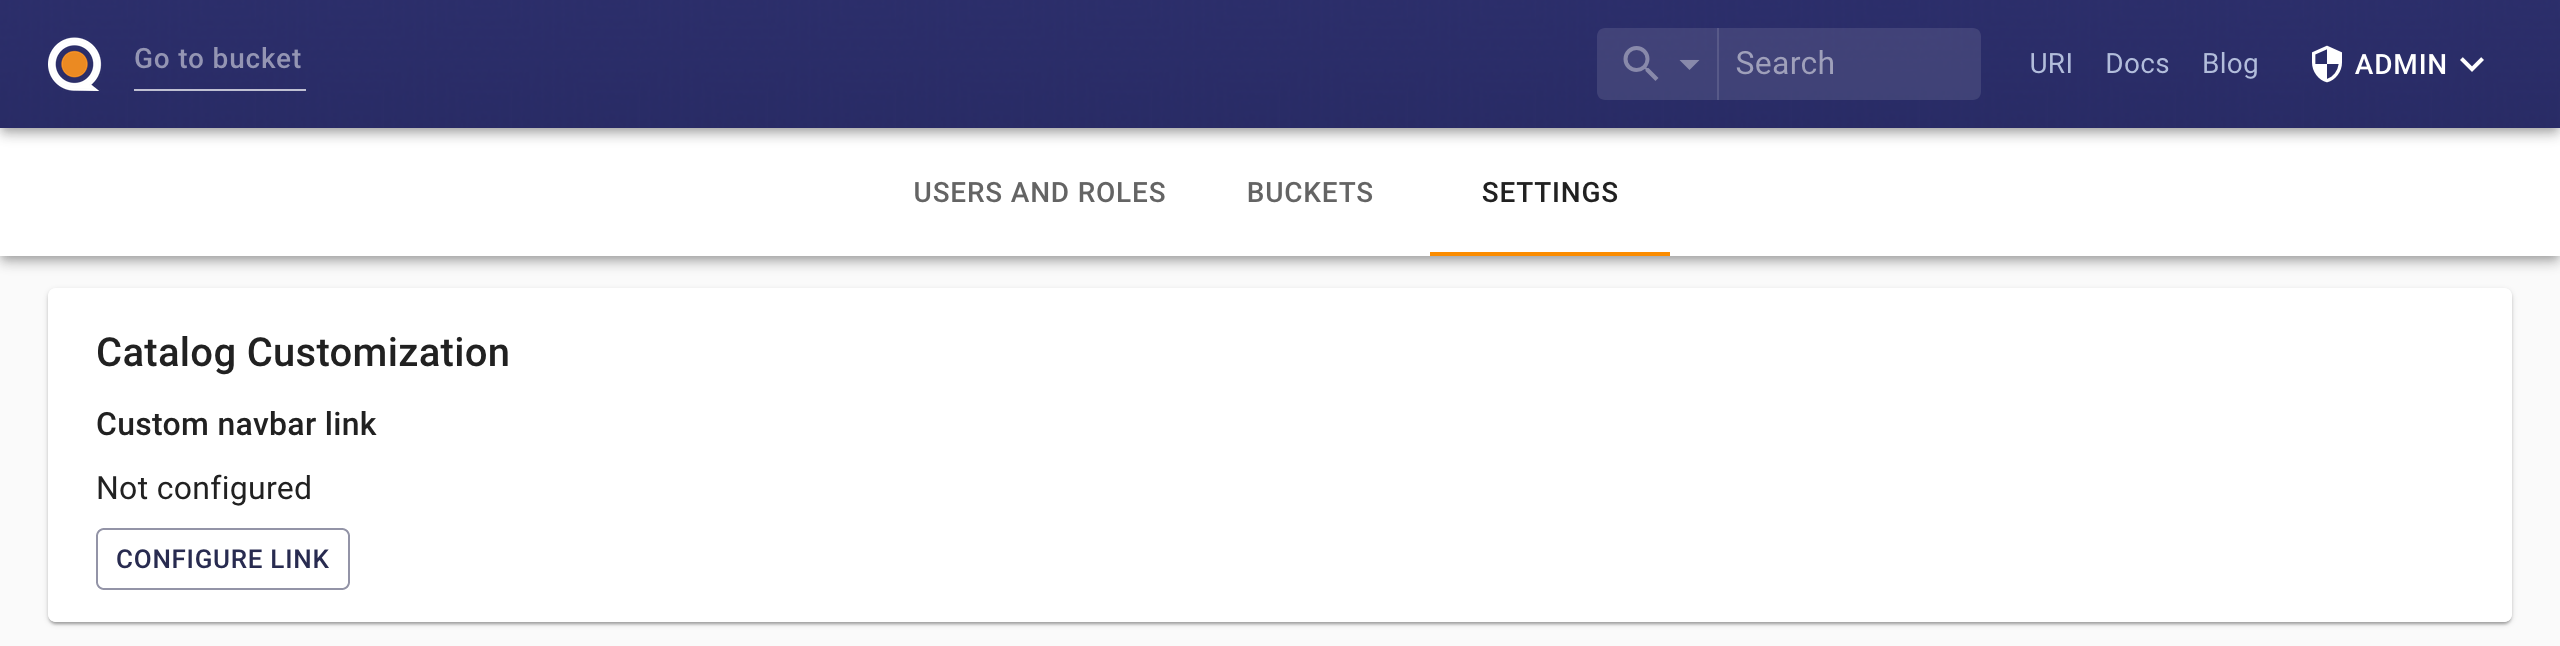 Go to bucket
Search
URI Docs Blog ADMIN
USERS AND ROLES BUCKETS SETTINGS
Catalog Customization
Custom navbar link
Not configured
CONFIGURE LINK